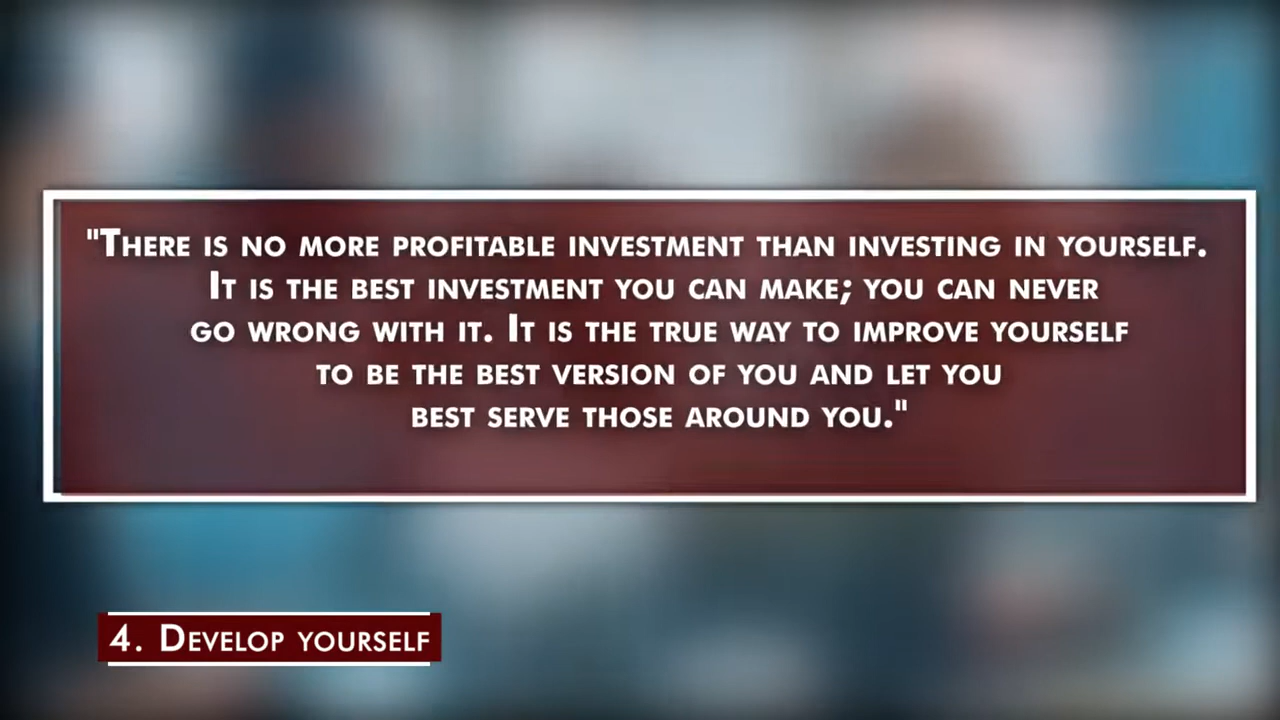 "There is no more profitable investment than investing in yourself.
It is the best investment you can make; you can never
go wrong with it. It is the true way to improve yourself
to be the best version of you and let you
best serve those around you."
4. Develop yourself